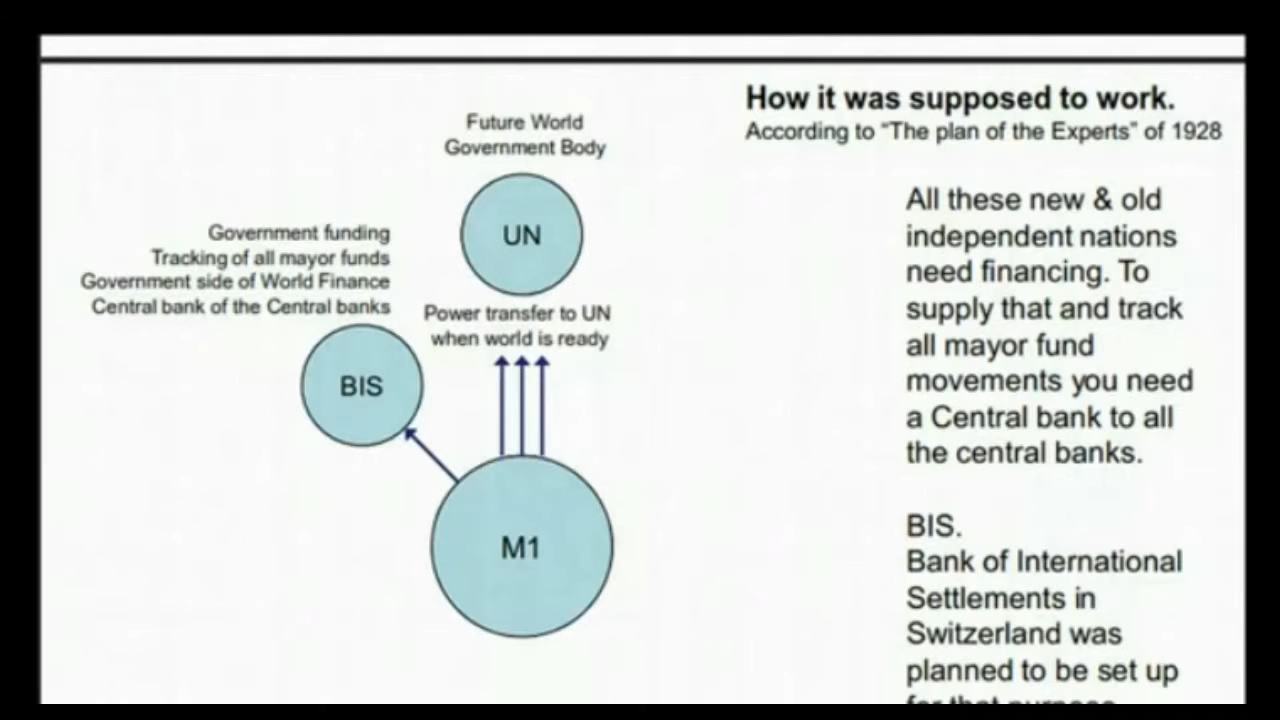 How it was supposed to work.
According to "The plan of the Experts" of 1928
Future World
Government Body
UN
Government funding
Tracking of all mayor funds
Government side of World Finance
Central bank of the Central banks
Power transfer to UN
when world is ready
BIS
M1
All these new & old
independent nations
need financing. To
supply that and track
all mayor fund
movements you need
a Central bank to all
the central banks.
BIS.
Bank of International
Settlements in
Switzerland was
planned to be set up
for that purpose